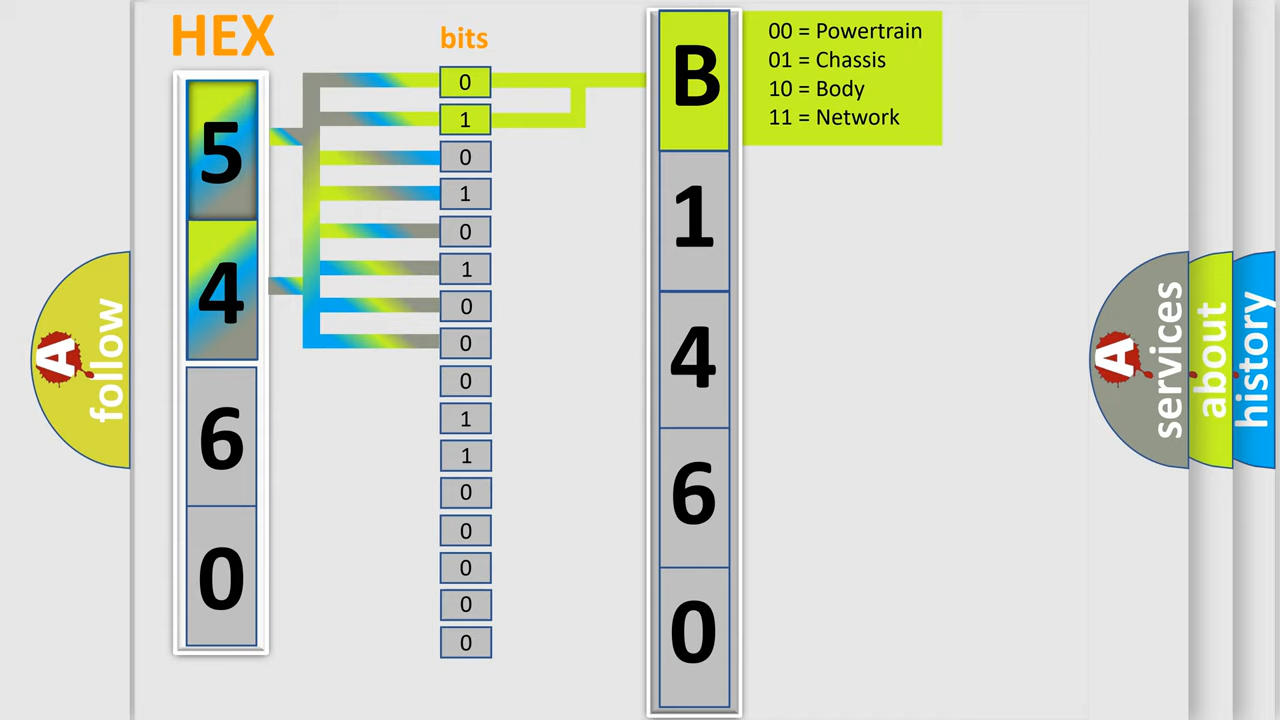 HEX
bits
5
4
6
0
0
1
0
1
0
1
0
0
0
1
1
0
0
0
0
0
B
1
4
6
0
00 = Powertrain
01 = Chassis
10 = Body
11 = Network
A
follow
A
services
about
history